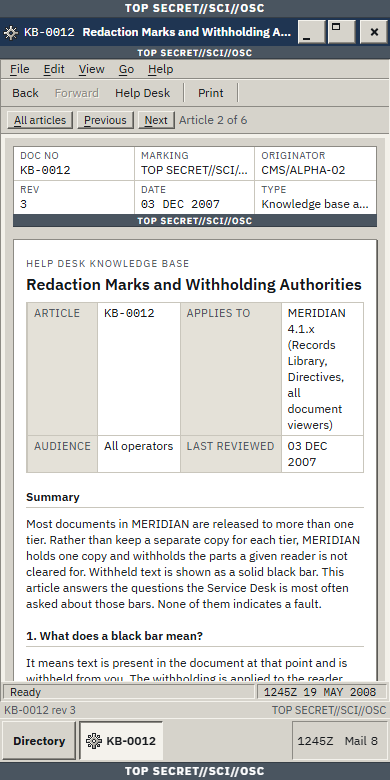 TOP SECRET//SCI//OSC
KB-0012 Redaction Marks and Withholding A...
TOP SECRET//SCI//OSC
File Edit View Go Help
Back Forward Help Desk Print
All articles Previous Next Article 2 of 6
DOC NO MARKING ORIGINATOR
KB-0012 TOP SECRET//SCI/... CMS/ALPHA-02
REV DATE TYPE
3 03 DEC 2007 Knowledge base a...
TOP SECRET//SCI//OSC
HELP DESK KNOWLEDGE BASE
Redaction Marks and Withholding Authorities
ARTICLE KB-0012 APPLIES TO MERIDIAN
4.1.x
(Records
Library,
Directives,
all
document
viewers)
AUDIENCE All operators LAST REVIEWED 03 DEC
2007
Summary
Most documents in MERIDIAN are released to more than one
tier. Rather than keep a separate copy for each tier, MERIDIAN
holds one copy and withholds the parts a given reader is not
cleared for. Withheld text is shown as a solid black bar. This
article answers the questions the Service Desk is most often
asked about those bars. None of them indicates a fault.
1. What does a black bar mean?
It means text is present in the document at that point and is
withheld from you. The withholding is applied to the reader,
Ready 1245Z 19 MAY 2008
KB-0012 rev 3 TOP SECRET//SCI//OSC
Directory KB-0012 1245Z Mail 8
TOP SECRET//SCI//OSC